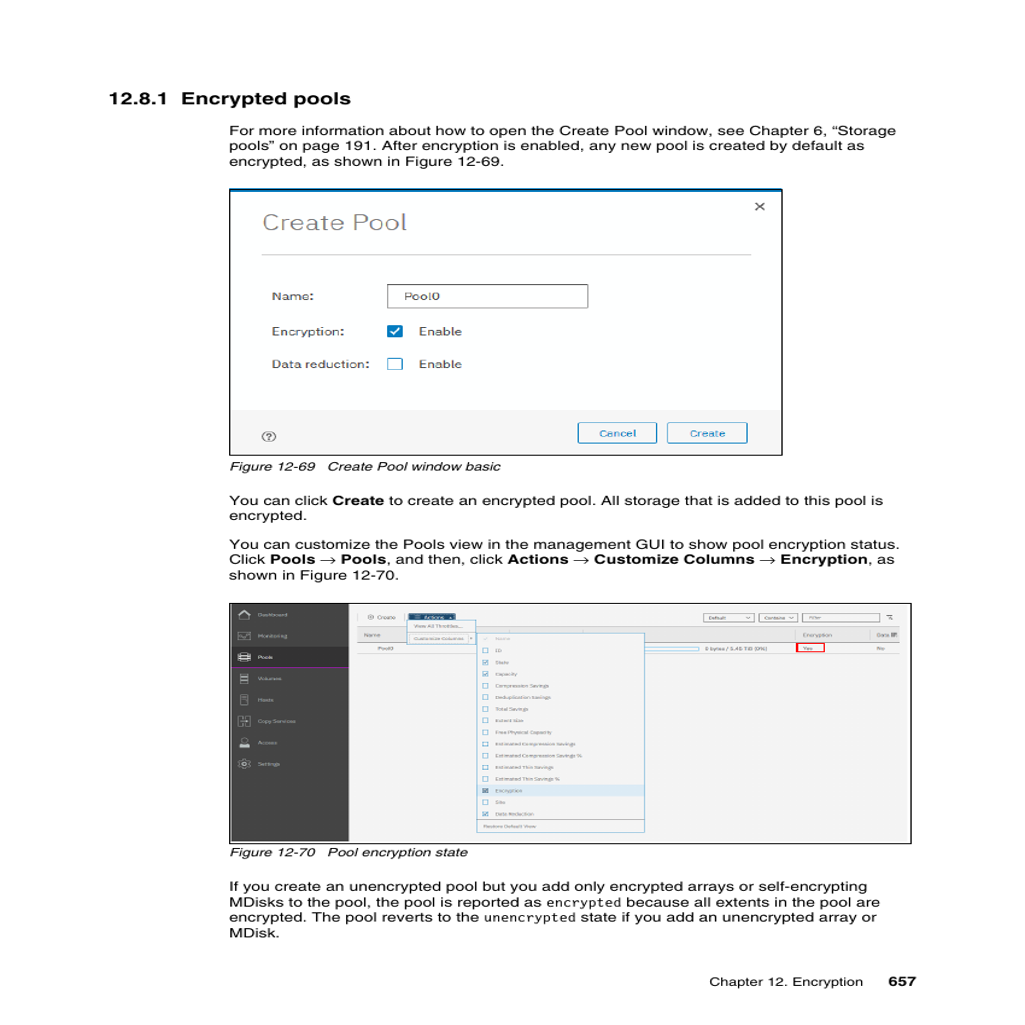 12.8.1 Encrypted pools
For more information about how to open the Create Pool window, see Chapter 6, “Storage
pools” on page 191. After encryption is enabled, any new pool is created by default as
encrypted, as shown in Figure 12-69.
Create Pool
Name:
Pool0
Encryption:
Enable
Data reduction:
Enable
Cancel
Create
Figure 12-69 Create Pool window basic
You can click Create to create an encrypted pool. All storage that is added to this pool is
encrypted.
You can customize the Pools view in the management GUI to show pool encryption status.
Click Pools → Pools, and then, click Actions → Customize Columns → Encryption, as
shown in Figure 12-70.
Dashboard
Monitoring
Pools
Volumes
Hosts
Copy Services
Access
Settings
Create
Actions
Default
Contains
Filter
View All Throttles...
Customize Columns
Name
Encryption
Data R
Pool0
0 bytes / 5.45 TiB (0%)
Yes
No
Name
ID
State
Capacity
Compression Savings
Deduplication Savings
Total Savings
Extent Size
Free Physical Capacity
Estimated Compression Savings
Estimated Compression Savings %
Estimated Thin Savings
Estimated Thin Savings %
Encryption
Site
Data Reduction
Restore Default View
Figure 12-70 Pool encryption state
If you create an unencrypted pool but you add only encrypted arrays or self-encrypting
MDisks to the pool, the pool is reported as encrypted because all extents in the pool are
encrypted. The pool reverts to the unencrypted state if you add an unencrypted array or
MDisk.
Chapter 12. Encryption 657